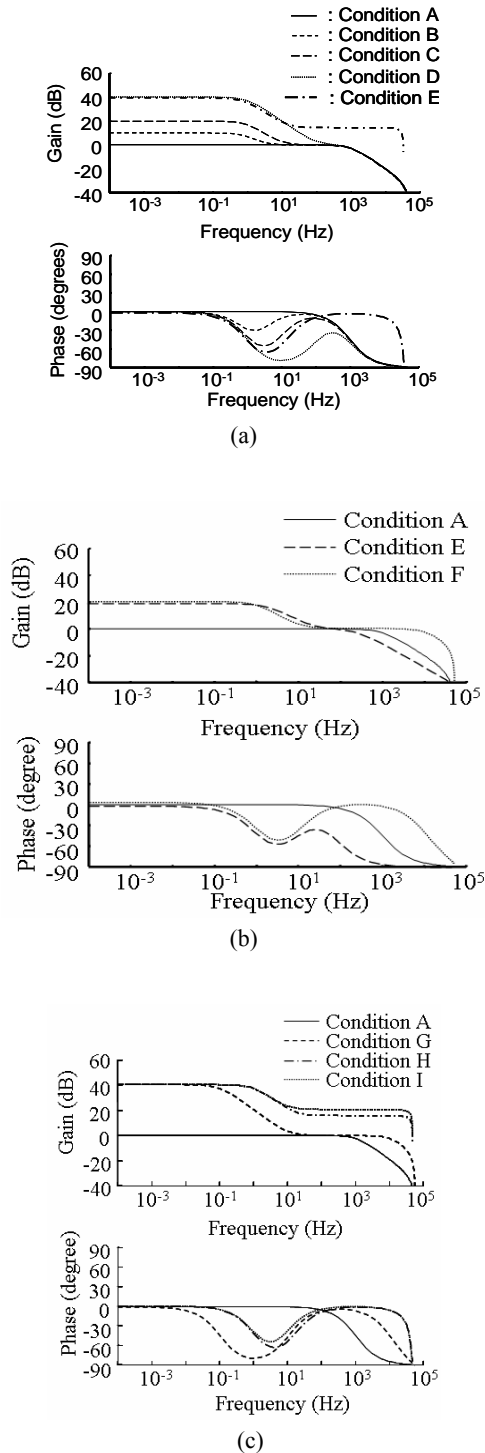 : Condition A
: Condition B
: Condition C
: Condition D
: Condition E
Gain (dB)
60
40
20
0
-20
-40
10-3 10-1 101 103 105
Frequency (Hz)
Phase (degrees)
90
60
30
0
-30
-60
-90
10-3 10-1 101 103 105
Frequency (Hz)
(a)
Condition A
Condition E
Condition F
Gain (dB)
60
40
20
0
-20
-40
10-3 10-1 101 103 105
Frequency (Hz)
Phase (degree)
90
60
30
0
-30
-60
-90
10-3 10-1 101 103 105
Frequency (Hz)
(b)
Condition A
Condition G
Condition H
Condition I
Gain (dB)
60
40
20
0
-20
-40
10-3 10-1 101 103 105
Frequency (Hz)
Phase (degree)
90
60
30
0
-30
-60
-90
10-3 10-1 101 103 105
Frequency (Hz)
(c)